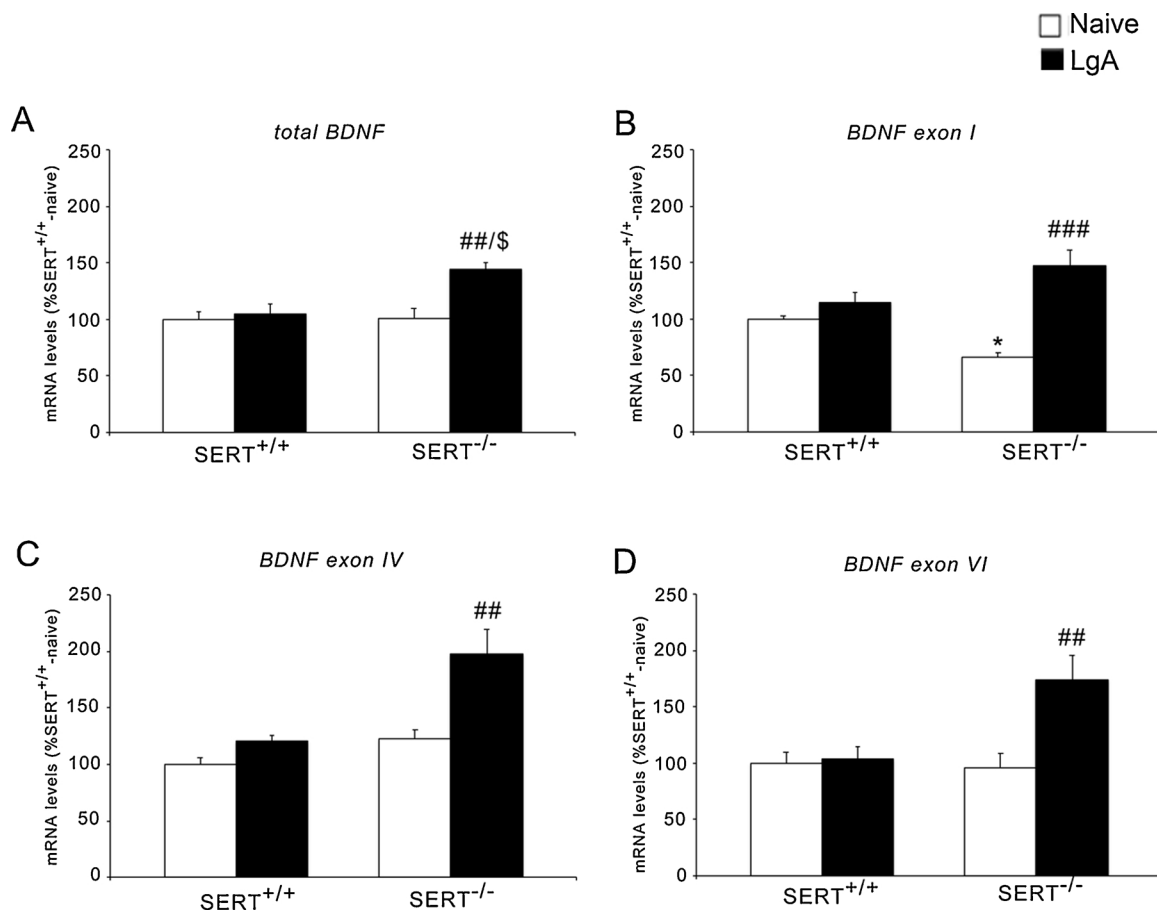 Naive
LgA
A
total BDNF
mRNA levels (%SERT+/+-naive)
250
200
150
100
50
0
##/$
SERT+/+
SERT-/-
B
BDNF exon I
mRNA levels (%SERT+/+-naive)
250
200
150
100
50
0
*
###
SERT+/+
SERT-/-
C
BDNF exon IV
mRNA levels (%SERT+/+-naive)
250
200
150
100
50
0
##
SERT+/+
SERT-/-
D
BDNF exon VI
mRNA levels (%SERT+/+-naive)
250
200
150
100
50
0
##
SERT+/+
SERT-/-